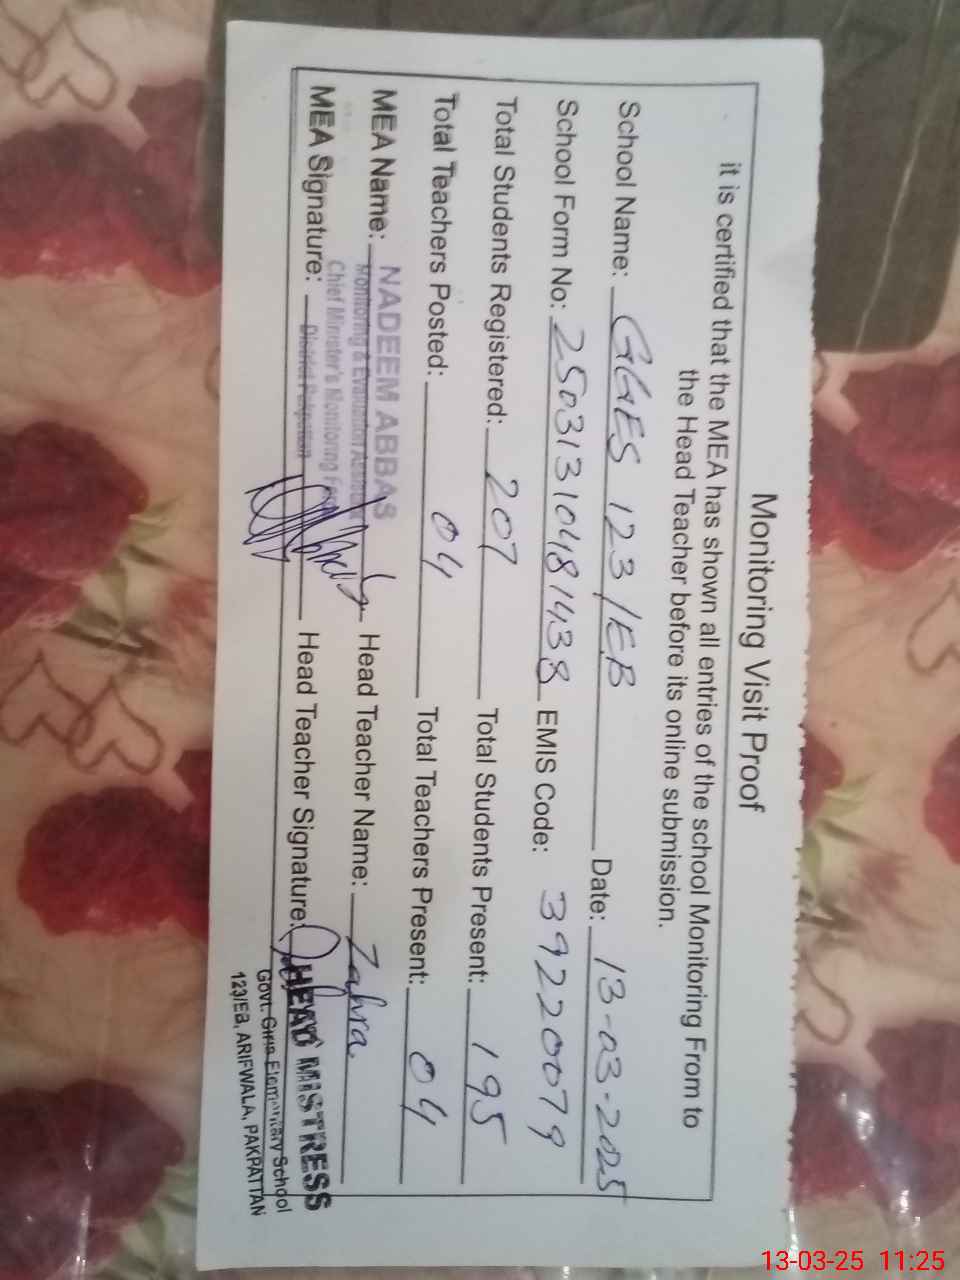 Monitoring Visit Proof
it is certified that the MEA has shown all entries of the school Monitoring From to
the Head Teacher before its online submission.
School Name: GGES 123/EB Date: 13-03-2025
School Form No: 25031310481438 EMIS Code: 39220079
Total Students Registered: 207 Total Students Present: 195
Total Teachers Posted: 04 Total Teachers Present: 04
MEA Name: NADEEM ABBAS Head Teacher Name: Zahra
Monitoring & Evaluation Assistant
Chief Minister's Monitoring Force
MEA Signature: District Pakpattan Head Teacher Signature:
HEAD MISTRESS
Govt. Girls Elementary School
123/EB, ARIFWALA, PAKPATTAN
13-03-25 11:25